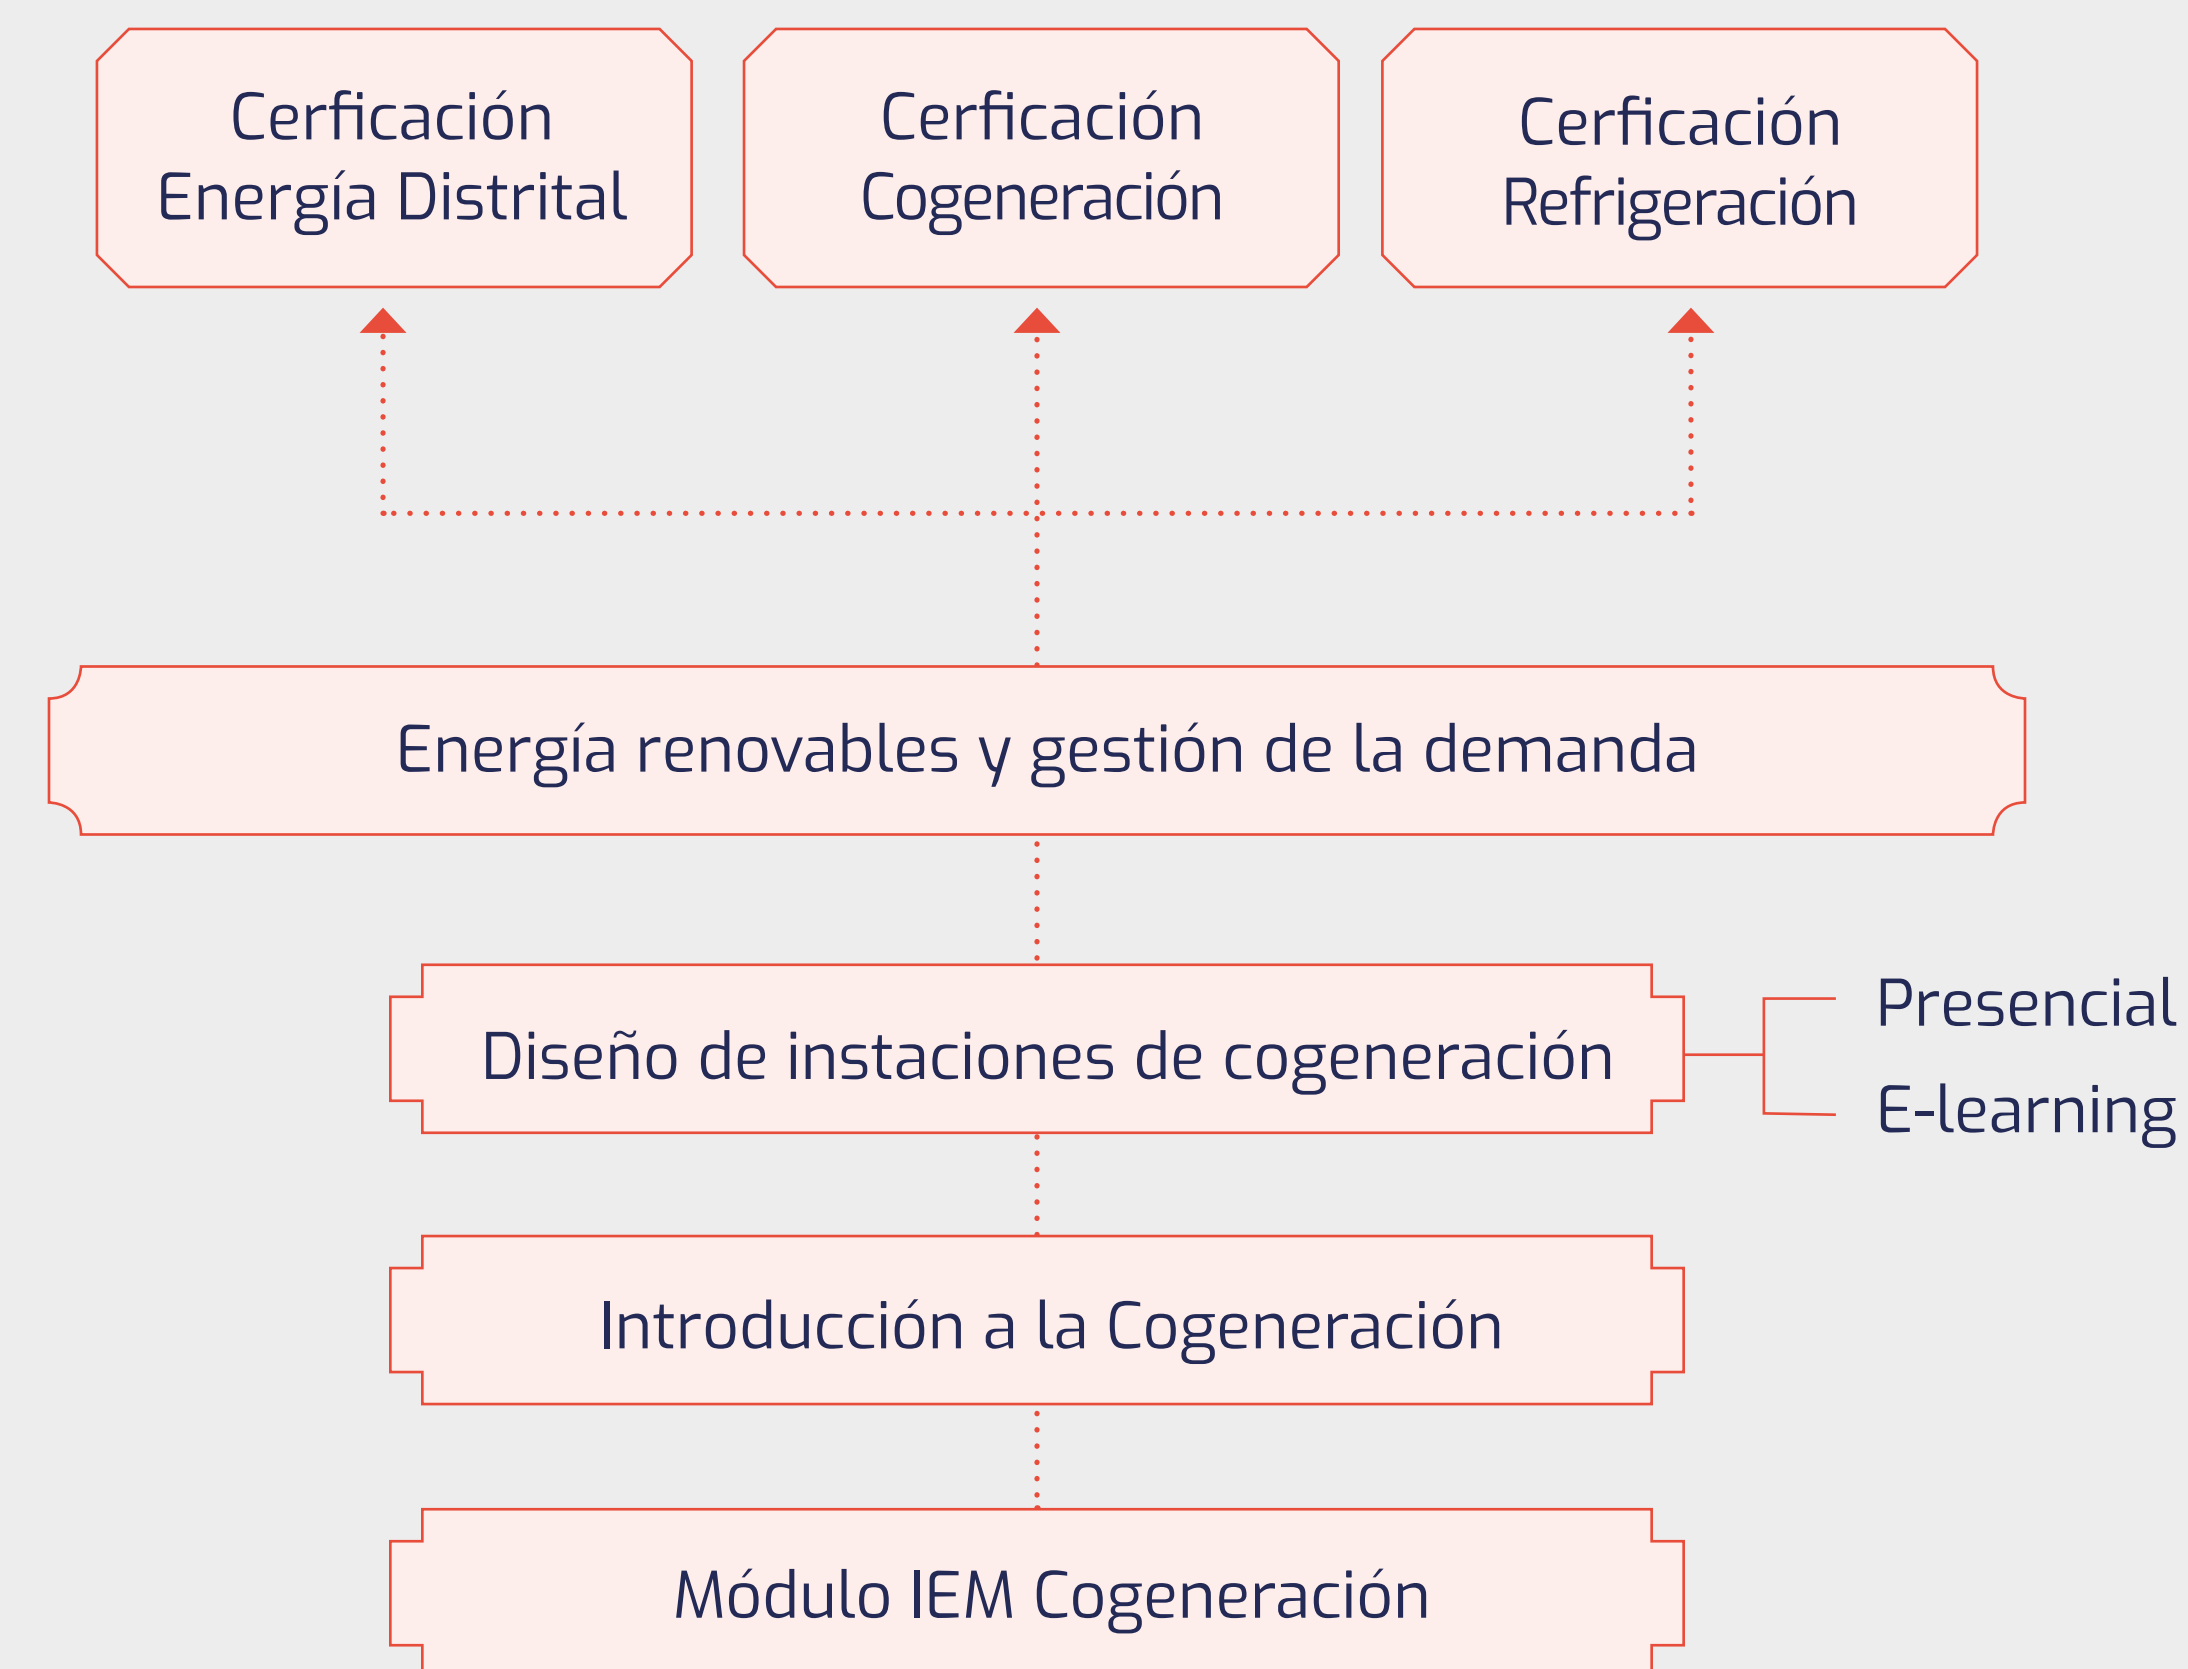 Cerficación
Energía Distrital
Cerficación
Cogeneración
Cerficación
Refrigeración
Energía renovables y gestión de la demanda
Diseño de instaciones de cogeneración
Presencial
E-learning
Introducción a la Cogeneración
Módulo IEM Cogeneración